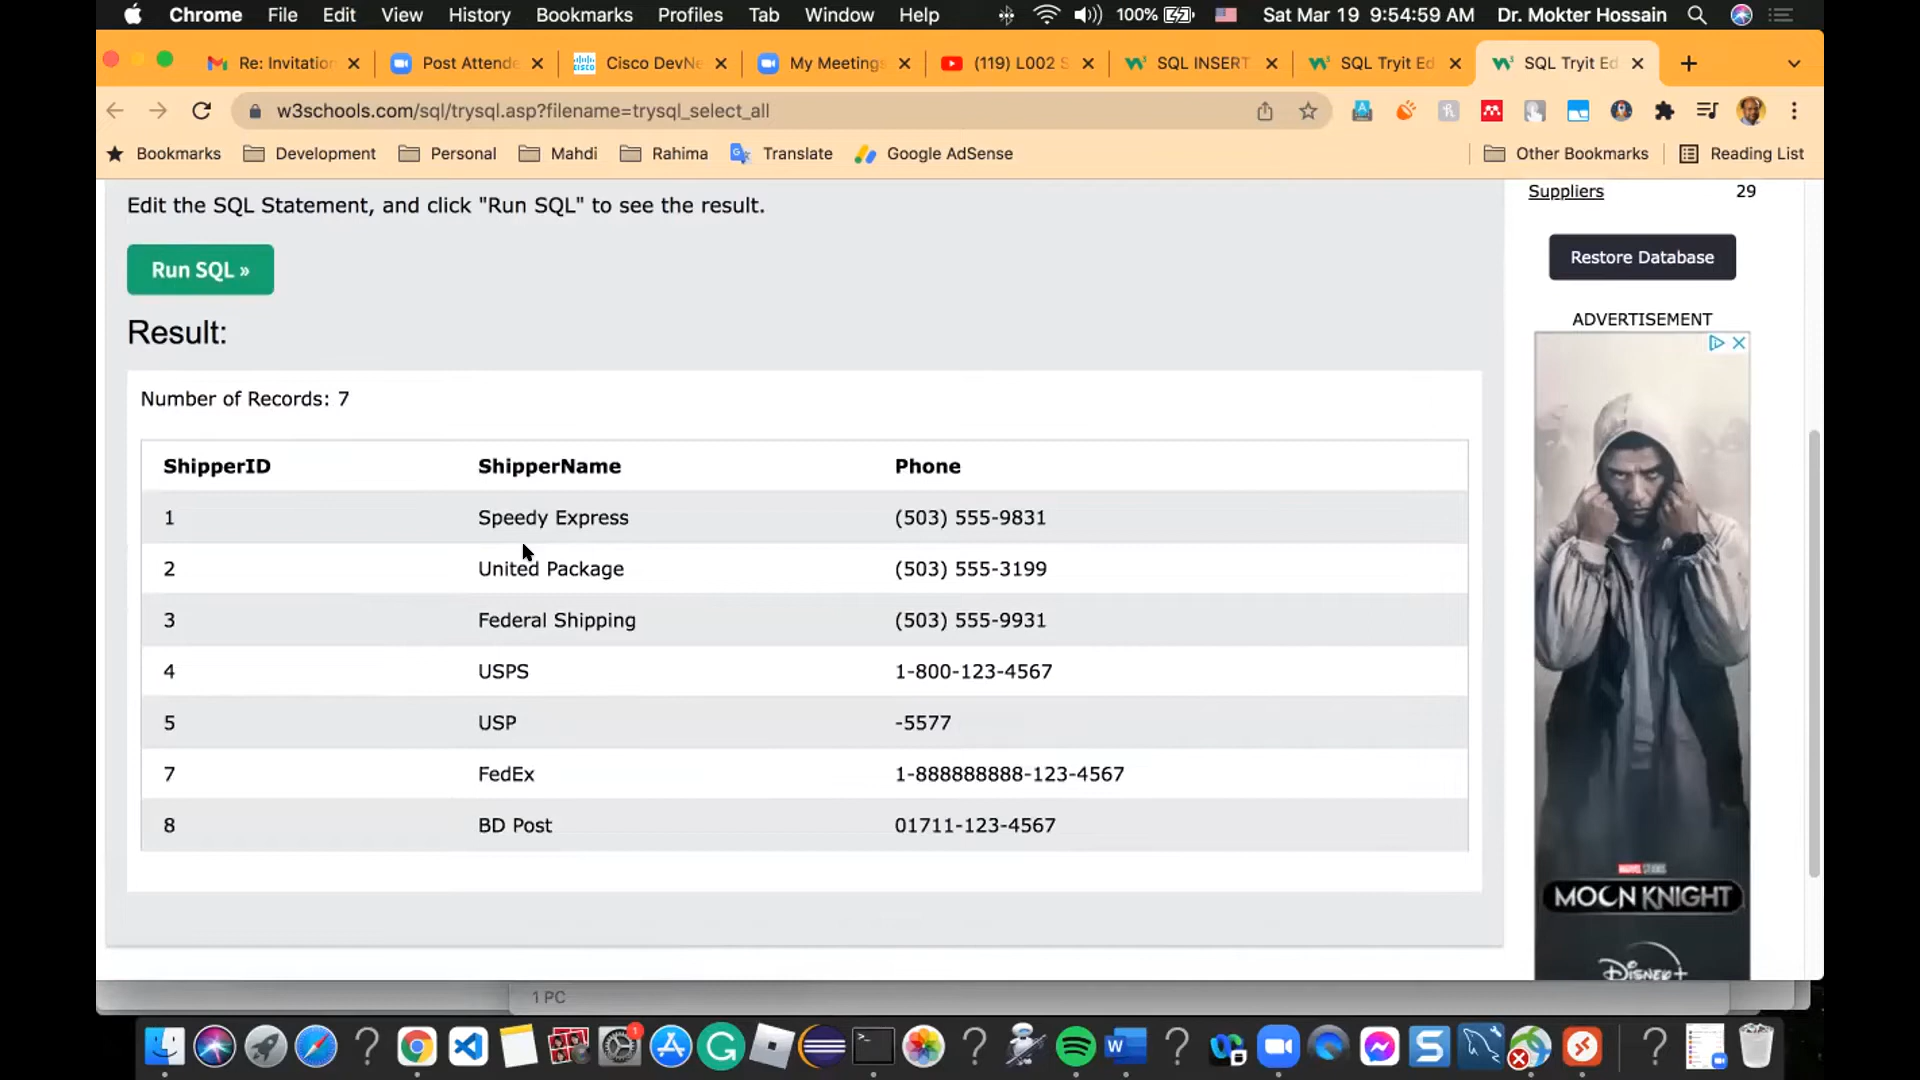 Chrome File Edit View History Bookmarks Profiles Tab Window Help 100% Sat Mar 19 9:54:59 AM Dr. Mokter Hossain
Re: Invitation Post Attende Cisco DevNe My Meetings (119) L002 S SQL INSERT SQL Tryit Ed SQL Tryit Ed
w3schools.com/sql/trysql.asp?filename=trysql_select_all
Bookmarks Development Personal Mahdi Rahima Translate Google AdSense Other Bookmarks Reading List
Edit the SQL Statement, and click "Run SQL" to see the result.
Suppliers 29
Run SQL »
Restore Database
Result:
ADVERTISEMENT
Number of Records: 7
ShipperID ShipperName Phone
1 Speedy Express (503) 555-9831
2 United Package (503) 555-3199
3 Federal Shipping (503) 555-9931
4 USPS 1-800-123-4567
5 USP -5577
7 FedEx 1-888888888-123-4567
8 BD Post 01711-123-4567
MARVEL STUDIOS
MOON KNIGHT
Disney+
1 PC